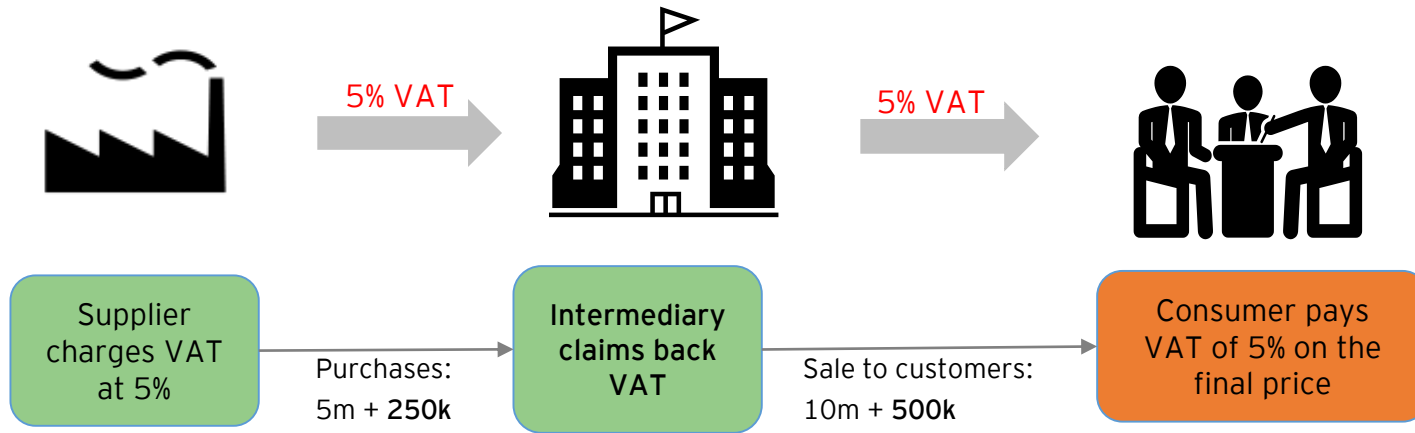 5% VAT
5% VAT
Supplier
charges VAT
at 5%
Purchases:
5m + 250k
Intermediary
claims back
VAT
Sale to customers:
10m + 500k
Consumer pays
VAT of 5% on the
final price